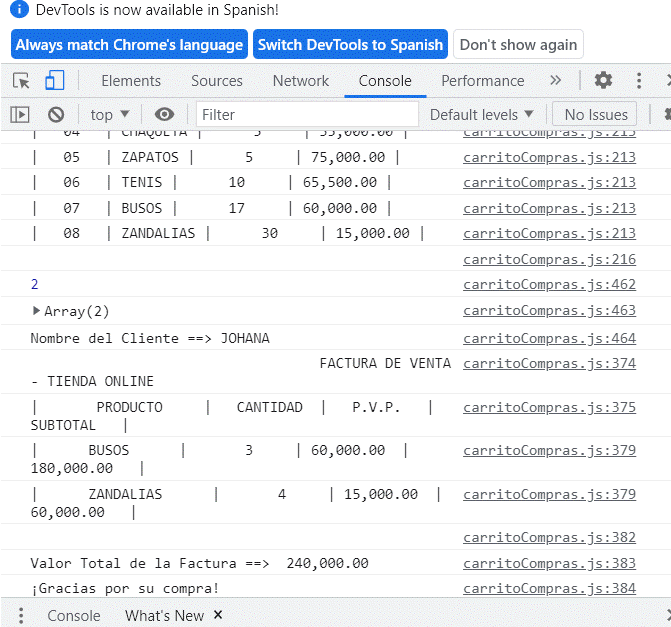 DevTools is now available in Spanish!
Always match Chrome's language Switch DevTools to Spanish Don't show again
Elements Sources Network Console Performance »
top ▼ Filter Default levels ▼ No Issues
| 04 | CHAQUETA | 3 | 55,000.00 | carritoCompras.js:213
| 05 | ZAPATOS | 5 | 75,000.00 | carritoCompras.js:213
| 06 | TENIS | 10 | 65,500.00 | carritoCompras.js:213
| 07 | BUSOS | 17 | 60,000.00 | carritoCompras.js:213
| 08 | ZANDALIAS | 30 | 15,000.00 | carritoCompras.js:213
carritoCompras.js:216
2 carritoCompras.js:462
▶ Array(2) carritoCompras.js:463
Nombre del Cliente ==> JOHANA carritoCompras.js:464
FACTURA DE VENTA carritoCompras.js:374
- TIENDA ONLINE
| PRODUCTO | CANTIDAD | P.V.P. | carritoCompras.js:375
SUBTOTAL |
| BUSOS | 3 | 60,000.00 | carritoCompras.js:379
180,000.00 |
| ZANDALIAS | 4 | 15,000.00 | carritoCompras.js:379
60,000.00 |
carritoCompras.js:382
Valor Total de la Factura ==> 240,000.00 carritoCompras.js:383
¡Gracias por su compra! carritoCompras.js:384
Console What's New ×